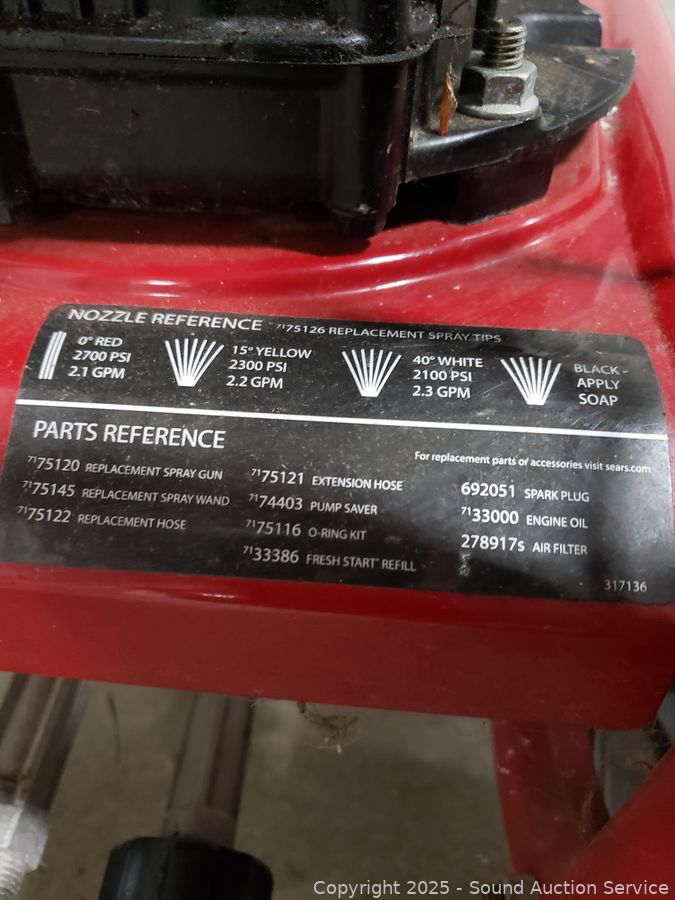 NOZZLE REFERENCE 7175126 REPLACEMENT SPRAY TIPS
0° RED
2700 PSI
2.1 GPM
15° YELLOW
2300 PSI
2.2 GPM
40° WHITE
2100 PSI
2.3 GPM
BLACK -
APPLY
SOAP
PARTS REFERENCE
For replacement parts or accessories visit sears.com
7175120 REPLACEMENT SPRAY GUN
7175145 REPLACEMENT SPRAY WAND
7175122 REPLACEMENT HOSE
7175121 EXTENSION HOSE
7174403 PUMP SAVER
7175116 O-RING KIT
7133386 FRESH START® REFILL
692051 SPARK PLUG
7133000 ENGINE OIL
278917s AIR FILTER
317136
Copyright 2025 - Sound Auction Service